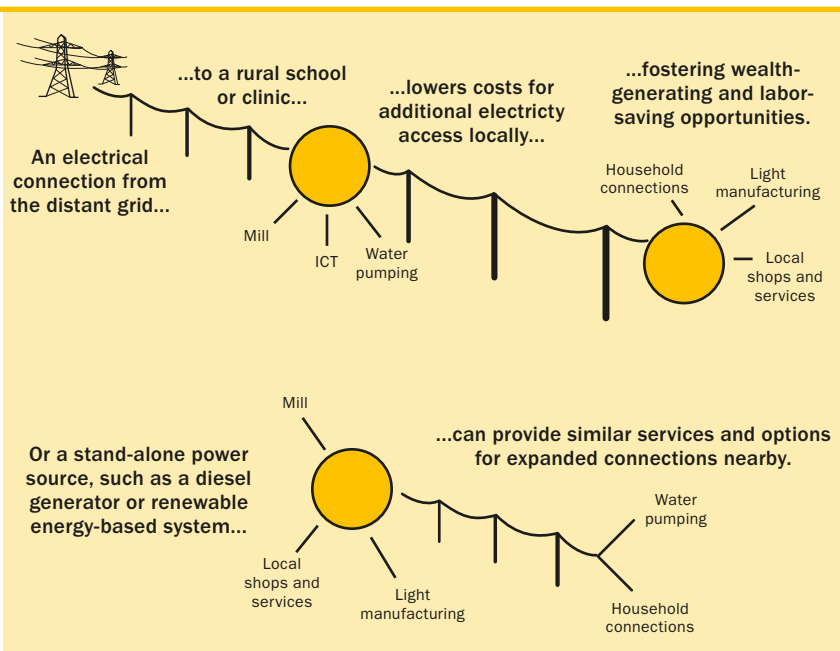 An electrical
connection from
the distant grid...
...to a rural school
or clinic...
Mill
ICT
Water
pumping
...lowers costs for
additional electricty
access locally...
...fostering wealth-
generating and labor-
saving opportunities.
Household
connections
Light
manufacturing
Local
shops and
services
Or a stand-alone power
source, such as a diesel
generator or renewable
energy-based system...
Mill
Local
shops and
services
Light
manufacturing
...can provide similar services and options
for expanded connections nearby.
Water
pumping
Household
connections